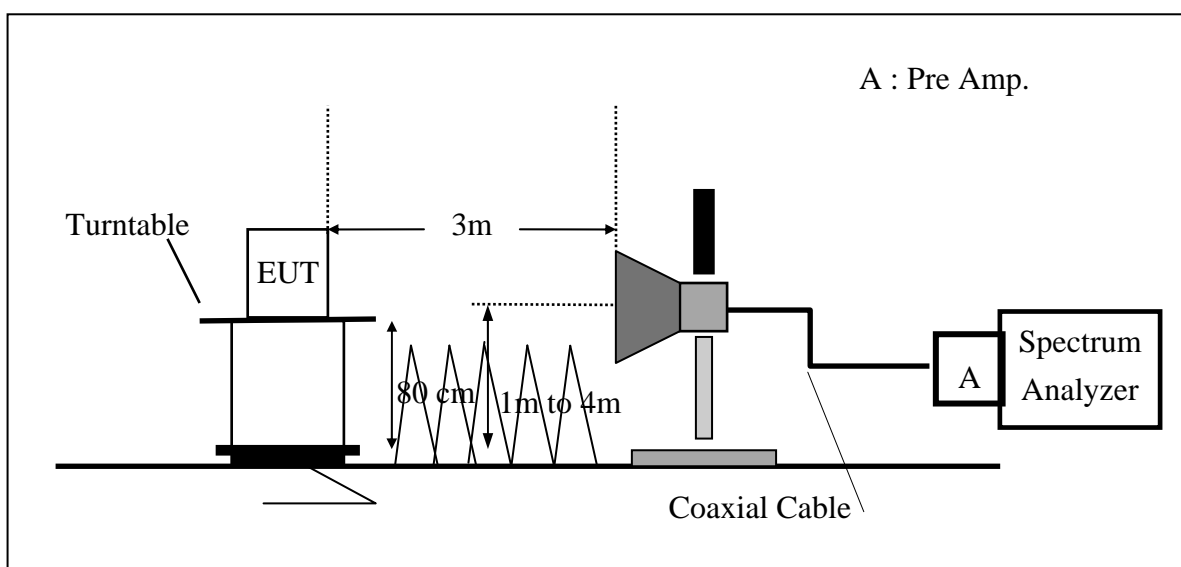 A : Pre Amp.
Turntable
3m
EUT
80 cm
1m to 4m
A
Spectrum
Analyzer
Coaxial Cable